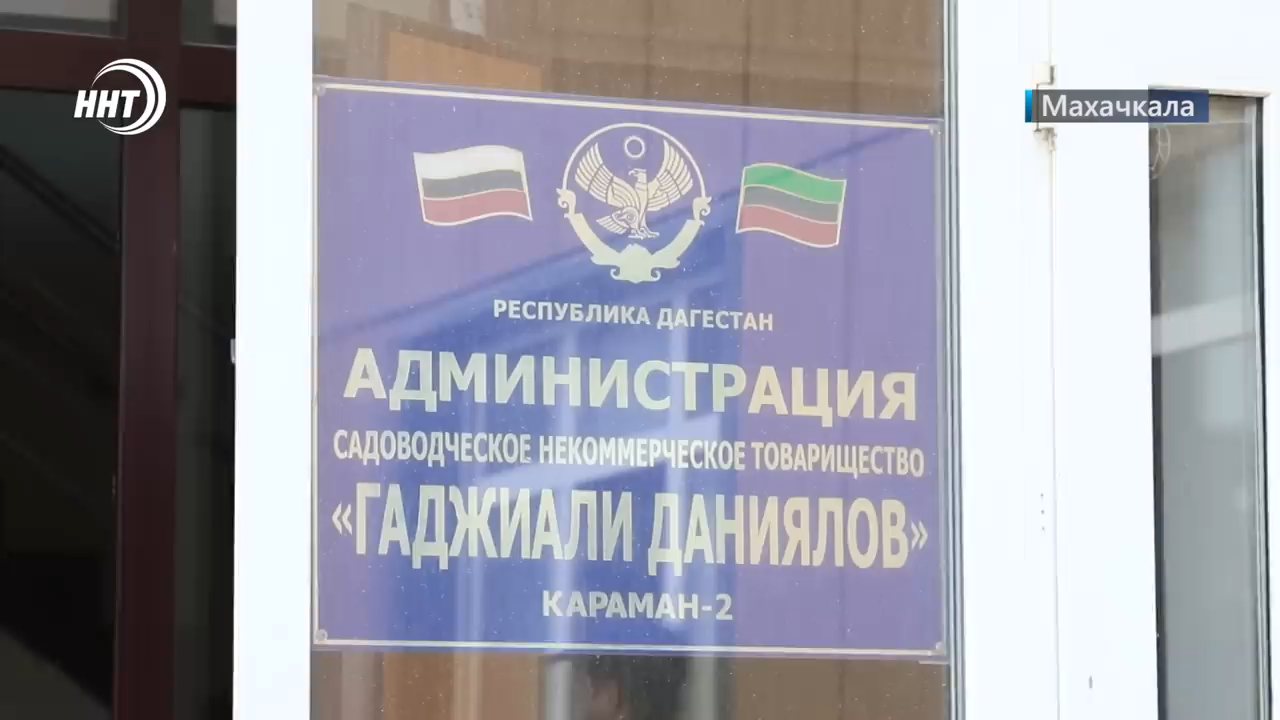 ННТ
Махачкала
РЕСПУБЛИКА ДАГЕСТАН
АДМИНИСТРАЦИЯ
САДОВОДЧЕСКОЕ НЕКОММЕРЧЕСКОЕ ТОВАРИЩЕСТВО
«ГАДЖИАЛИ ДАНИЯЛОВ»
КАРАМАН-2